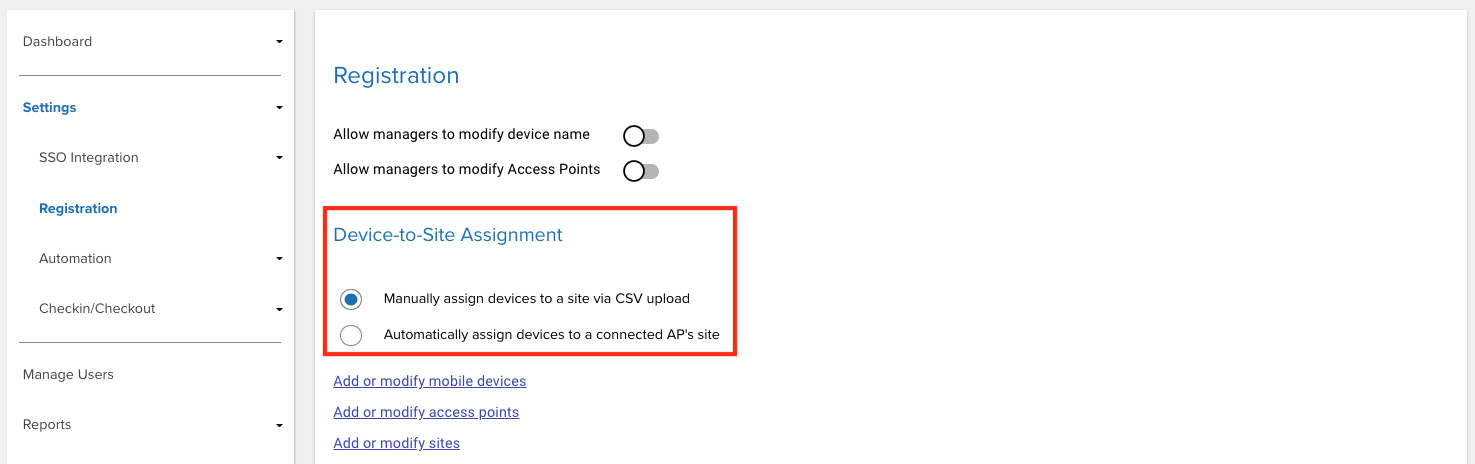 Dashboard
Settings
SSO Integration
Registration
Automation
Checkin/Checkout
Manage Users
Reports
Registration
Allow managers to modify device name
Allow managers to modify Access Points
Device-to-Site Assignment
Manually assign devices to a site via CSV upload
Automatically assign devices to a connected AP's site
Add or modify mobile devices
Add or modify access points
Add or modify sites